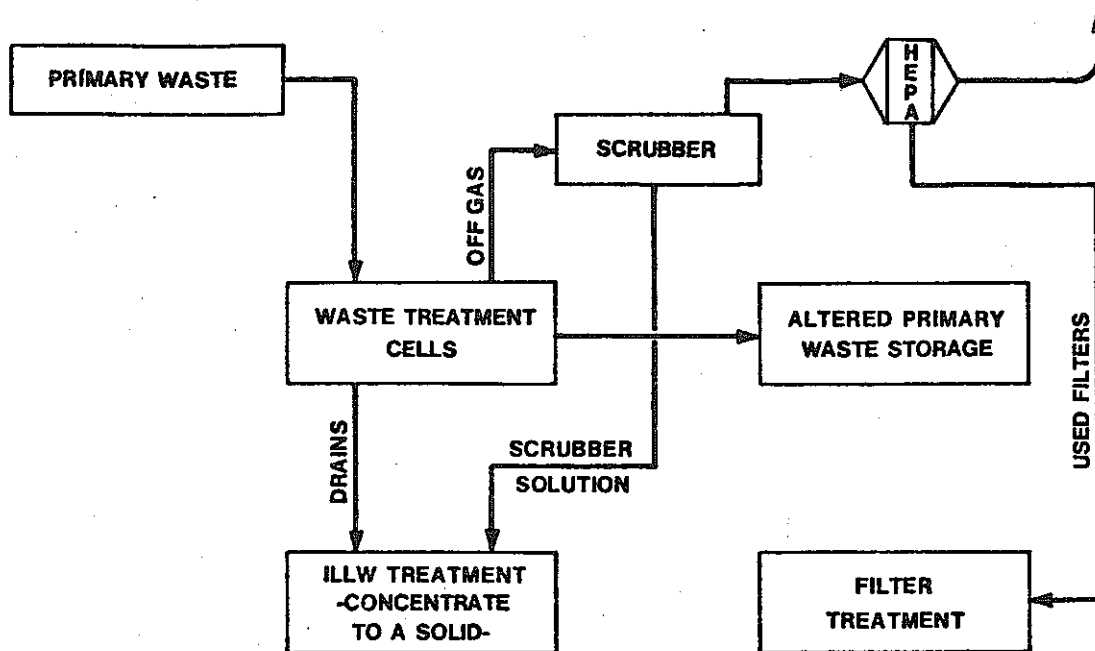 PRIMARY WASTE
HEPA
SCRUBBER
OFF GAS
WASTE TREATMENT
CELLS
ALTERED PRIMARY
WASTE STORAGE
USED FILTERS
DRAINS
SCRUBBER
SOLUTION
ILLW TREATMENT
-CONCENTRATE
TO A SOLID-
FILTER
TREATMENT